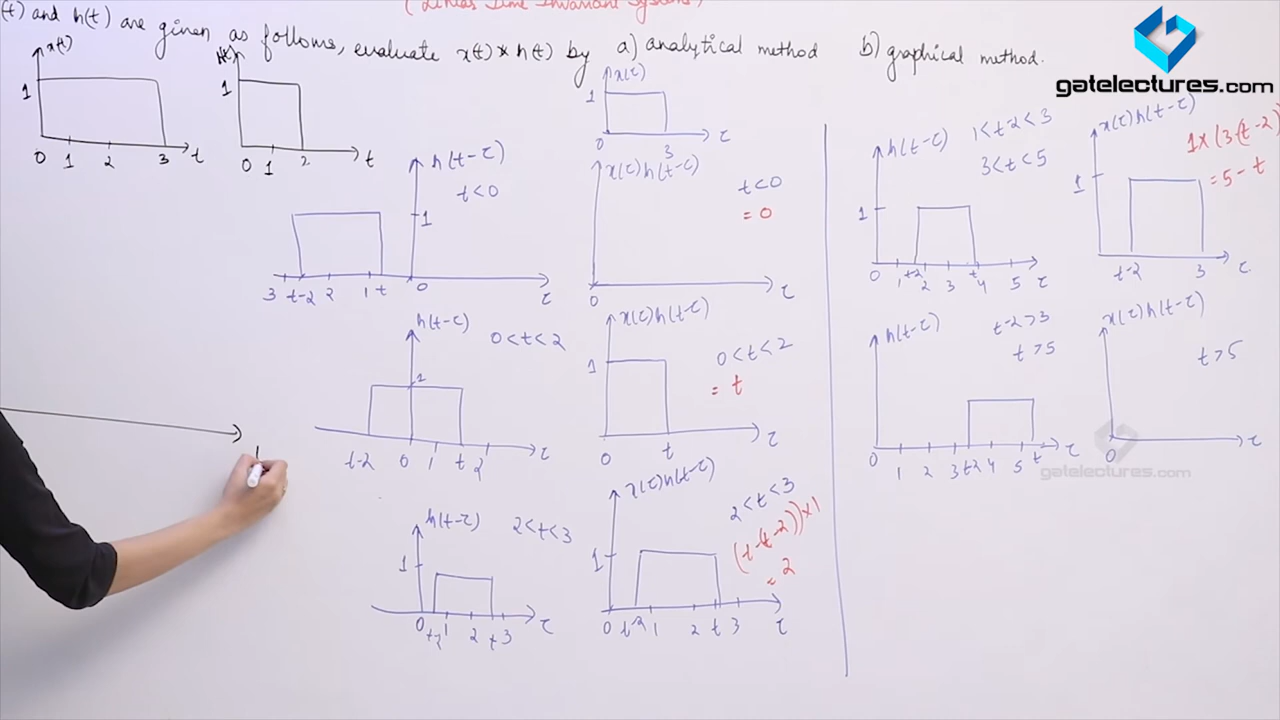 (Linear Time Invariant Systems)
(t) and h(t) are given as follows, evaluate x(t) * h(t) by a) analytical method b) graphical method.
gatelectures.com
x(t)
1
0 1 2 3 t
h(t)
1
0 1 2 t
x(τ)
1
0 3 τ
h(t-τ)
t<0
1
3 t-2 2 1 t 0 τ
x(τ)h(t-τ)
t<0
= 0
0 τ
h(t-τ)
0<t<2
1
t-2 0 1 t 2 τ
x(τ)h(t-τ)
0<t<2
= t
1
0 t τ
h(t-τ)
2<t<3
1
0 t-2 1 2 t 3 τ
x(τ)h(t-τ)
2<t<3
(t-(t-2))×1
= 2
1
0 t-2 1 2 t 3 τ
h(t-τ)
1<t-2<3
3<t<5
1
0 1 t-2 2 3 t 4 5 τ
x(τ)h(t-τ)
1×(3-(t-2)
= 5-t
1
t-2 3 τ
h(t-τ)
t-2>3
t>5
0 1 2 3 t-2 4 5 t τ
x(τ)h(t-τ)
t>5
0 τ
gatelectures.com